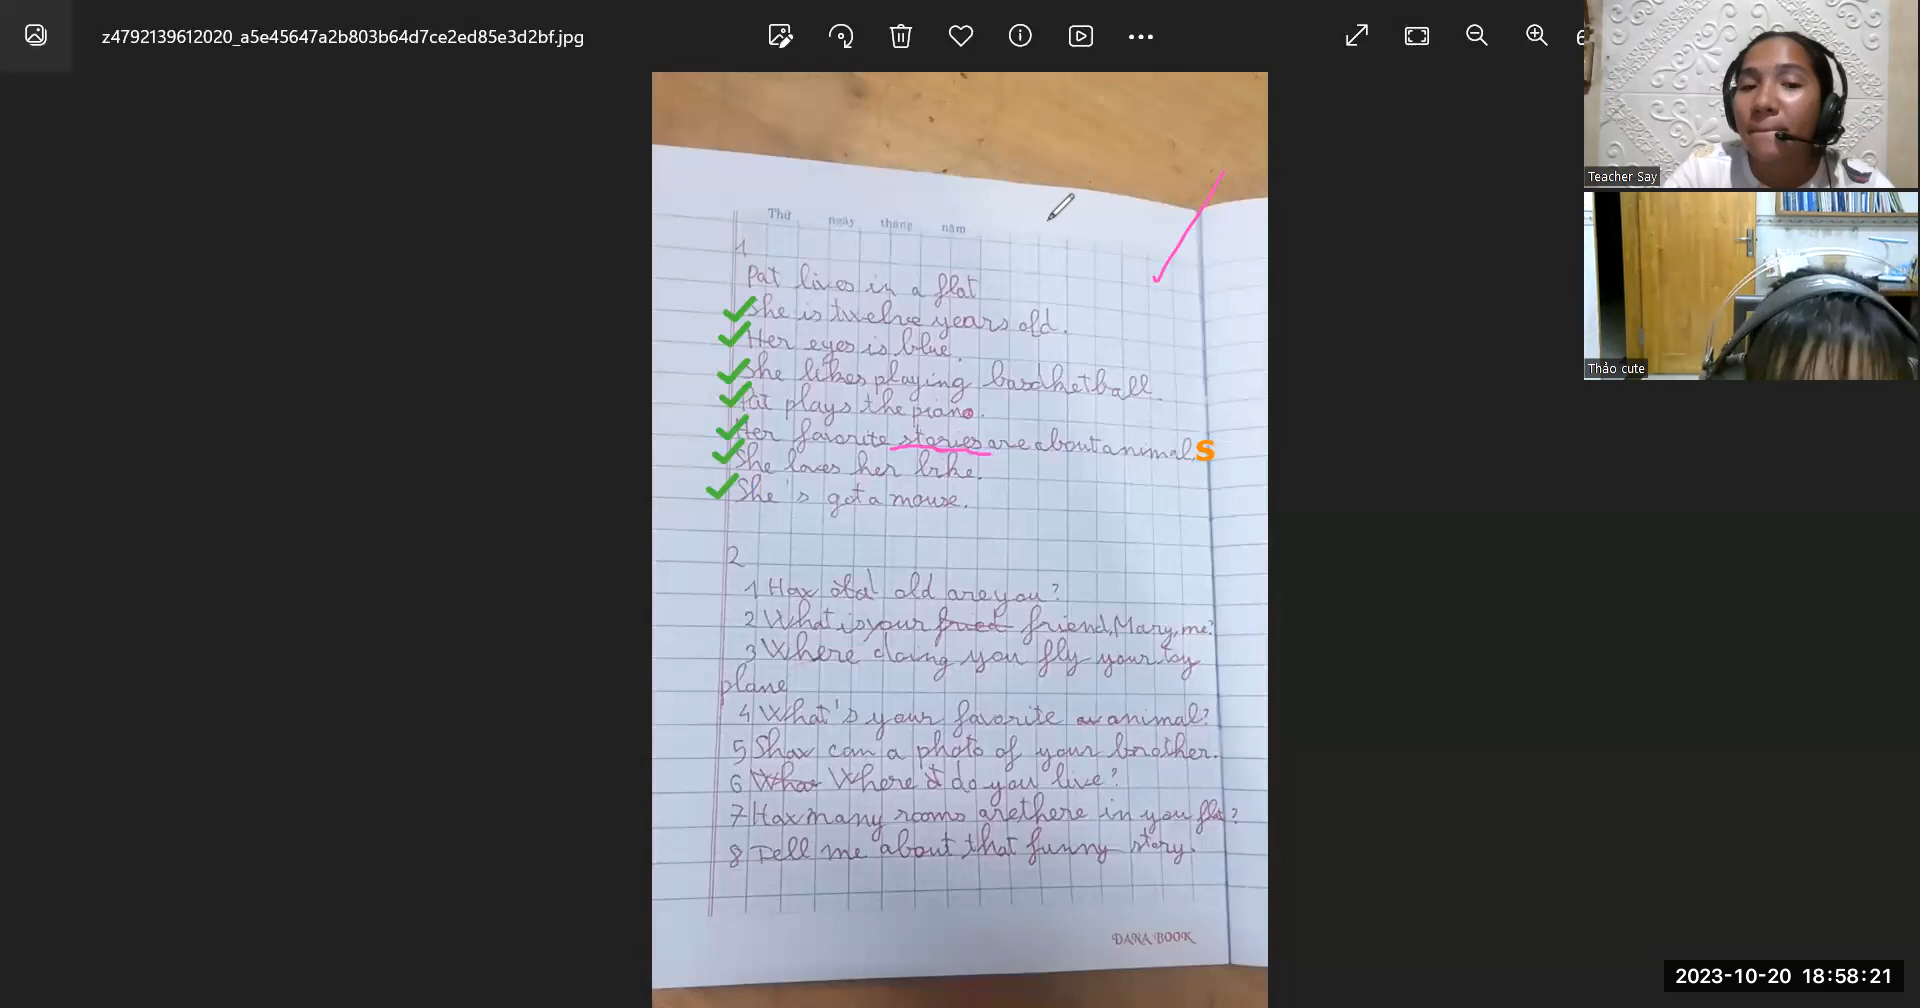 z4792139612020_a5e45647a2b803b64d7ce2ed85e3d2bf.jpg
Teacher Say
Thảo cute
Thứ ngày tháng năm
1
Pat lives in a flat
She is twelve years old.
Her eyes is blue.
She likes playing basdketball.
Pat plays the piano.
Her favorite stories are about animal, s
She loves her bike.
She's got a mouse.
2
1 How old are you?
2 What is your friend, Mary, me?
3 Where doing you fly your toy
plane
4 What's your favorite animal?
5 Show can a photo of your brother.
6 Where do you live?
7 How many rooms are there in you flat?
8 Tell me about that funny story.
DANA BOOK
2023-10-20 18:58:21